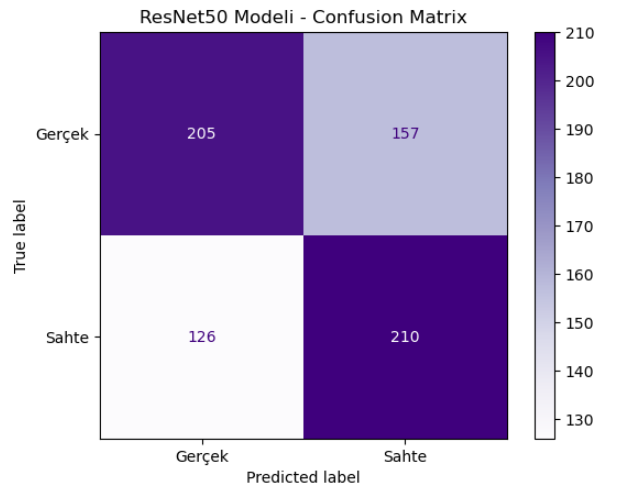 ResNet50 Modeli - Confusion Matrix
Gerçek
205
157
Sahte
126
210
Gerçek
Sahte
True label
Predicted label
210
200
190
180
170
160
150
140
130